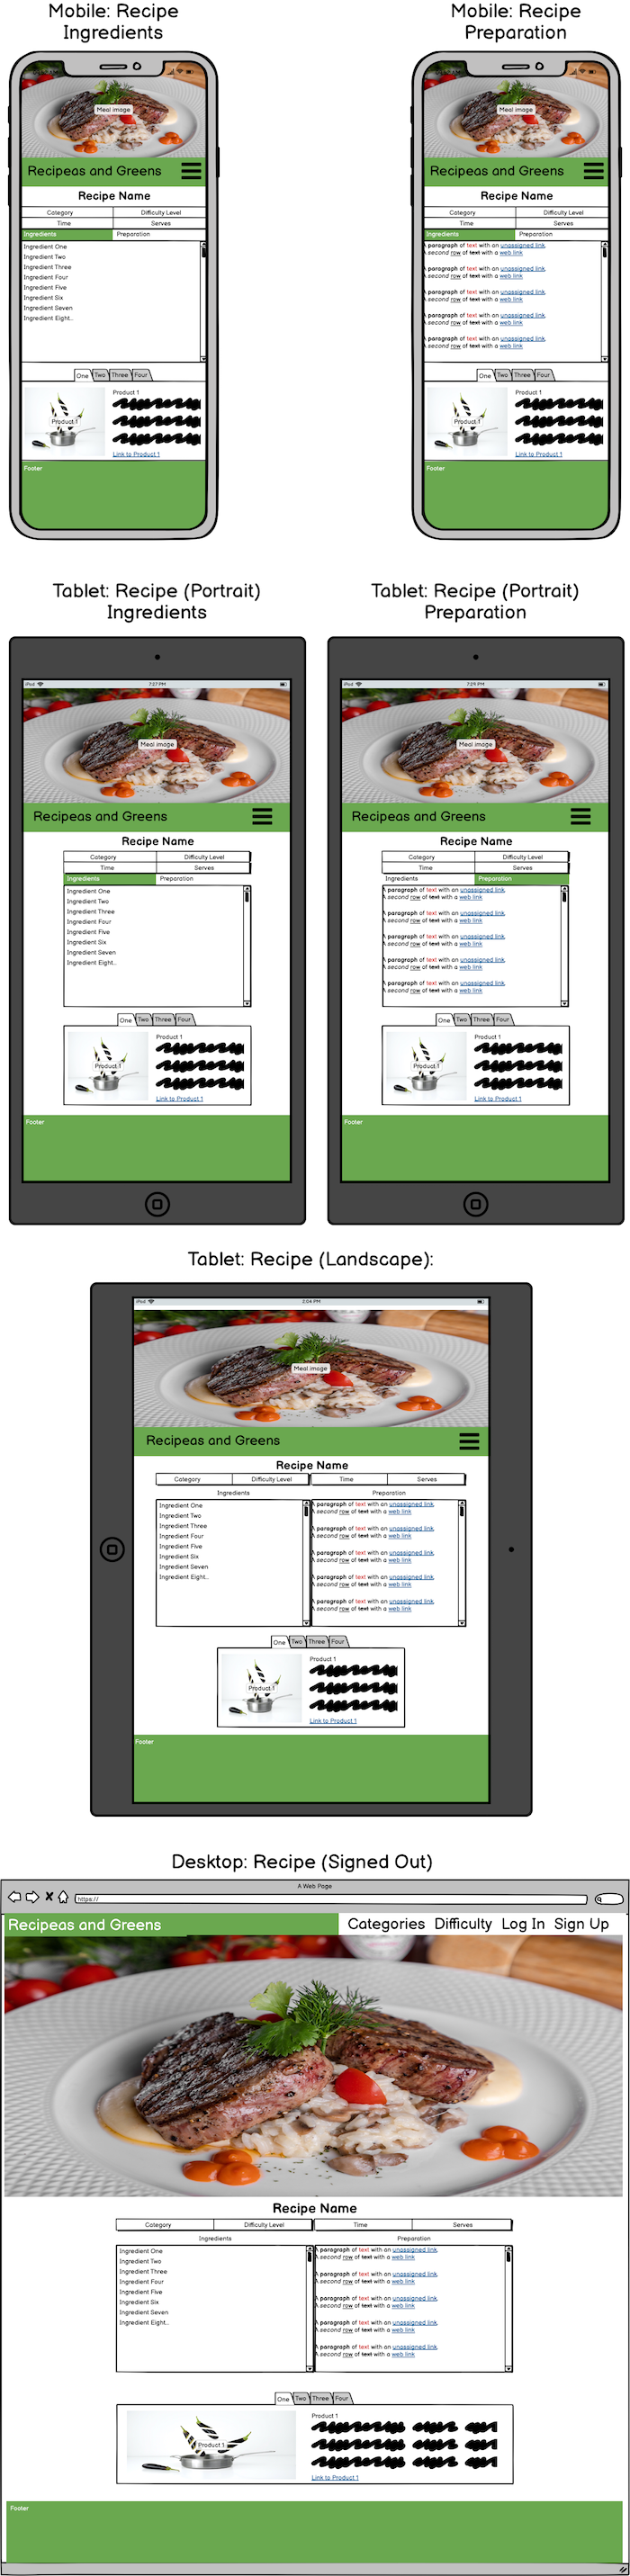 Mobile: Recipe
Ingredients
Mobile: Recipe
Preparation
Meal image
Recipeas and Greens
Recipe Name
Category
Difficulty Level
Time
Serves
Ingredients
Preparation
Ingredient One
Ingredient Two
Ingredient Three
Ingredient Four
Ingredient Five
Ingredient Six
Ingredient Seven
Ingredient Eight..
One Two Three Four
Product 1
Product 1
Link to Product 1
Footer
Meal image
Recipeas and Greens
Recipe Name
Category
Difficulty Level
Time
Serves
Ingredients
Preparation
paragraph of text with an unassigned link
second row of text with a web link
paragraph of text with an unassigned link
second row of text with a web link
paragraph of text with an unassigned link
second row of text with a web link
paragraph of text with an unassigned link
second row of text with a web link
paragraph of text with an unassigned link
second row of text with a web link
One Two Three Four
Product 1
Product 1
Link to Product 1
Footer
Tablet: Recipe (Portrait)
Ingredients
Tablet: Recipe (Portrait)
Preparation
iPod
7:27 PM
Meal image
Recipeas and Greens
Recipe Name
Category
Difficulty Level
Time
Serves
Ingredients
Preparation
Ingredient One
Ingredient Two
Ingredient Three
Ingredient Four
Ingredient Five
Ingredient Six
Ingredient Seven
Ingredient Eight..
One Two Three Four
Product 1
Product 1
Link to Product 1
Footer
iPod
7:29 PM
Meal image
Recipeas and Greens
Recipe Name
Category
Difficulty Level
Time
Serves
Ingredients
Preparation
paragraph of text with an unassigned link
second row of text with a web link
paragraph of text with an unassigned link
second row of text with a web link
paragraph of text with an unassigned link
second row of text with a web link
paragraph of text with an unassigned link
second row of text with a web link
paragraph of text with an unassigned link
second row of text with a web link
One Two Three Four
Product 1
Product 1
Link to Product 1
Footer
Tablet: Recipe (Landscape):
iPod
2:04 PM
Meal image
Recipeas and Greens
Recipe Name
Category
Difficulty Level
Time
Serves
Ingredients
Preparation
Ingredient One
Ingredient Two
Ingredient Three
Ingredient Four
Ingredient Five
Ingredient Six
Ingredient Seven
Ingredient Eight..
paragraph of text with an unassigned link
second row of text with a web link
paragraph of text with an unassigned link
second row of text with a web link
paragraph of text with an unassigned link
second row of text with a web link
paragraph of text with an unassigned link
second row of text with a web link
paragraph of text with an unassigned link
second row of text with a web link
One Two Three Four
Product 1
Product 1
Link to Product 1
Footer
Desktop: Recipe (Signed Out)
A Web Page
https://
Recipeas and Greens
Categories Difficulty Log In Sign Up
Recipe Name
Category
Difficulty Level
Time
Serves
Ingredients
Preparation
Ingredient One
Ingredient Two
Ingredient Three
Ingredient Four
Ingredient Five
Ingredient Six
Ingredient Seven
Ingredient Eight..
paragraph of text with an unassigned link
second row of text with a web link
paragraph of text with an unassigned link
second row of text with a web link
paragraph of text with an unassigned link
second row of text with a web link
paragraph of text with an unassigned link
second row of text with a web link
paragraph of text with an unassigned link
second row of text with a web link
One Two Three Four
Product 1
Product 1
Link to Product 1
Footer